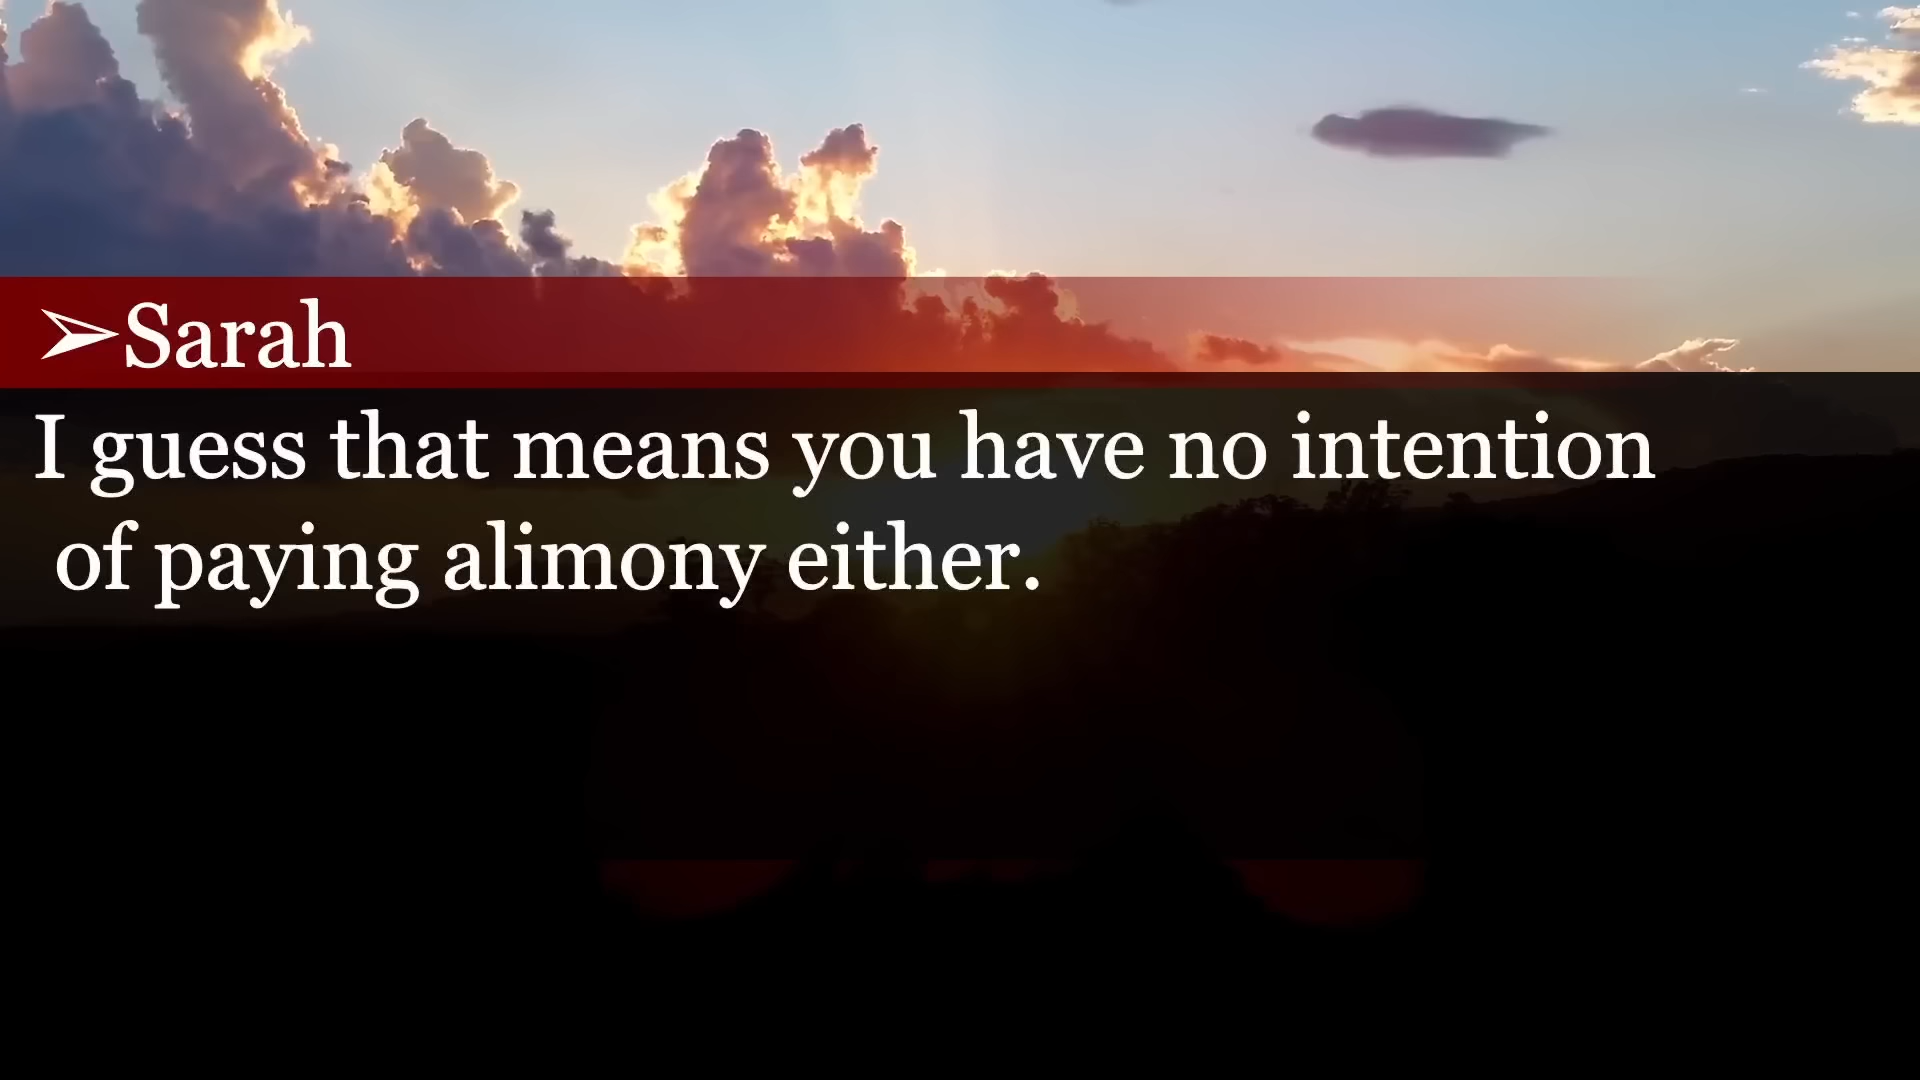 ➢Sarah
I guess that means you have no intention
of paying alimony either.